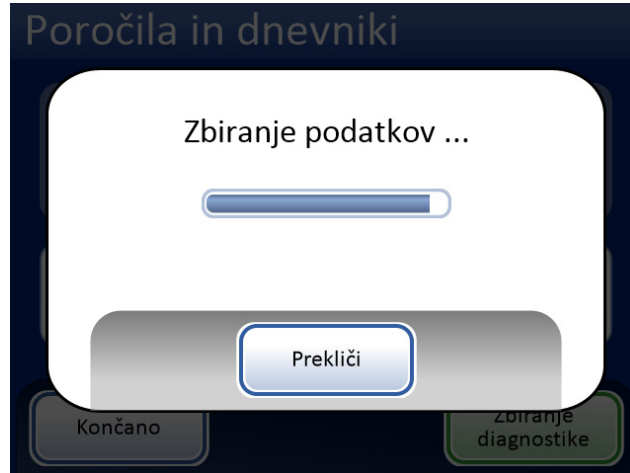 Poročila in dnevniki
Zbiranje podatkov ...
Prekliči
Končano
Zbiranje
diagnostike